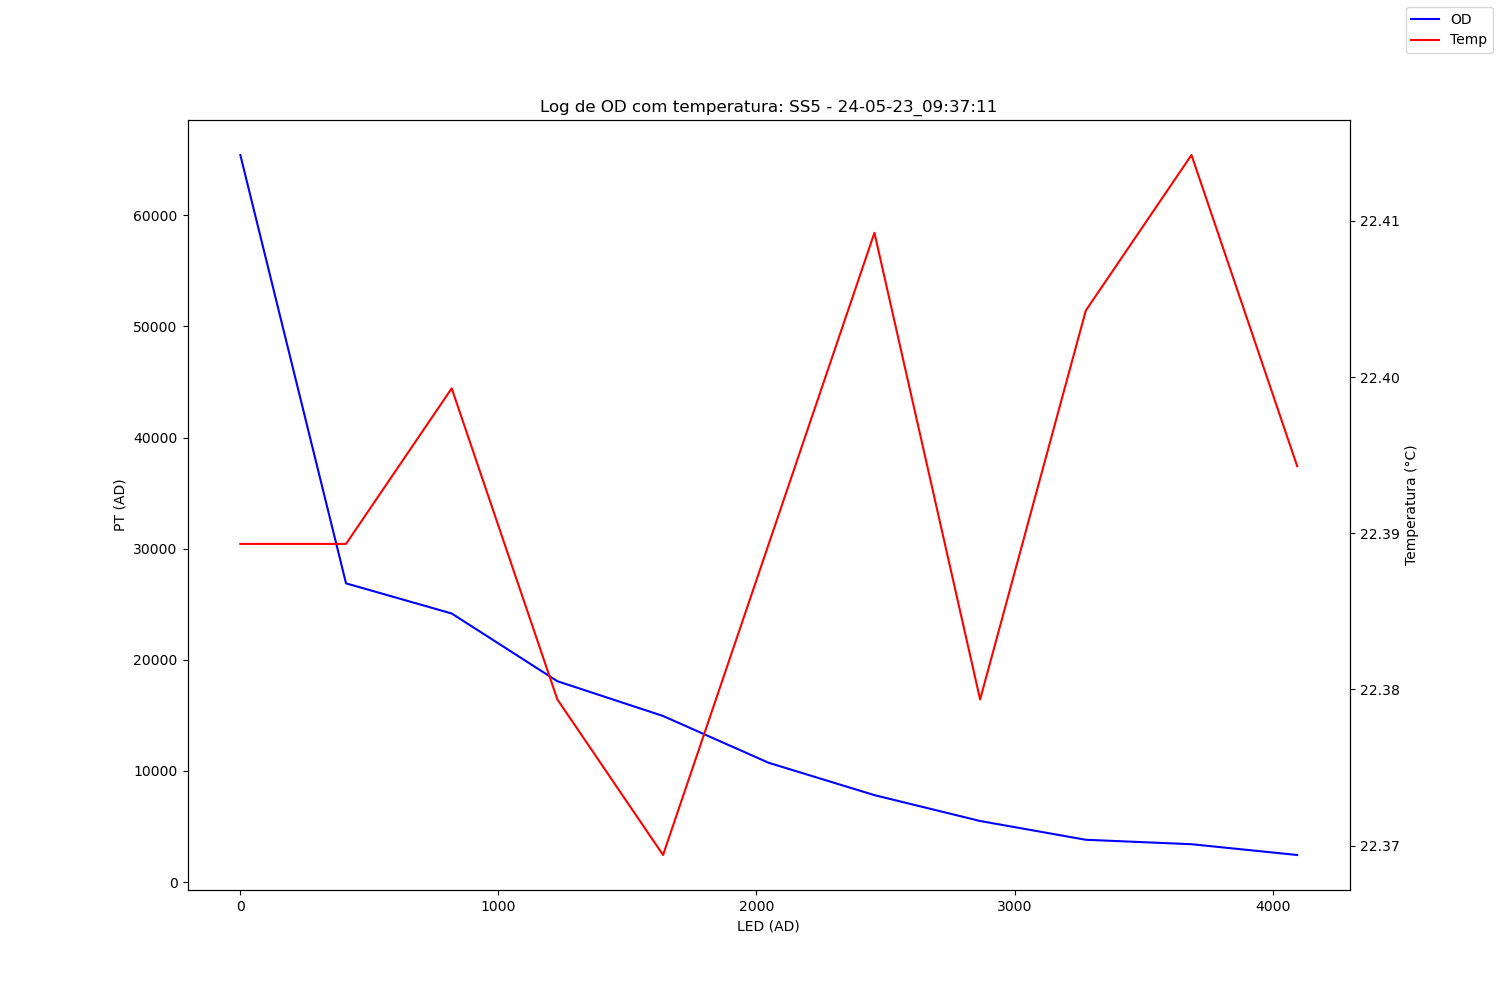 OD
Temp
Log de OD com temperatura: SS5 - 24-05-23_09:37:11
60000
50000
40000
30000
20000
10000
0
PT (AD)
22.41
22.40
22.39
22.38
22.37
Temperatura (°C)
0 1000 2000 3000 4000
LED (AD)